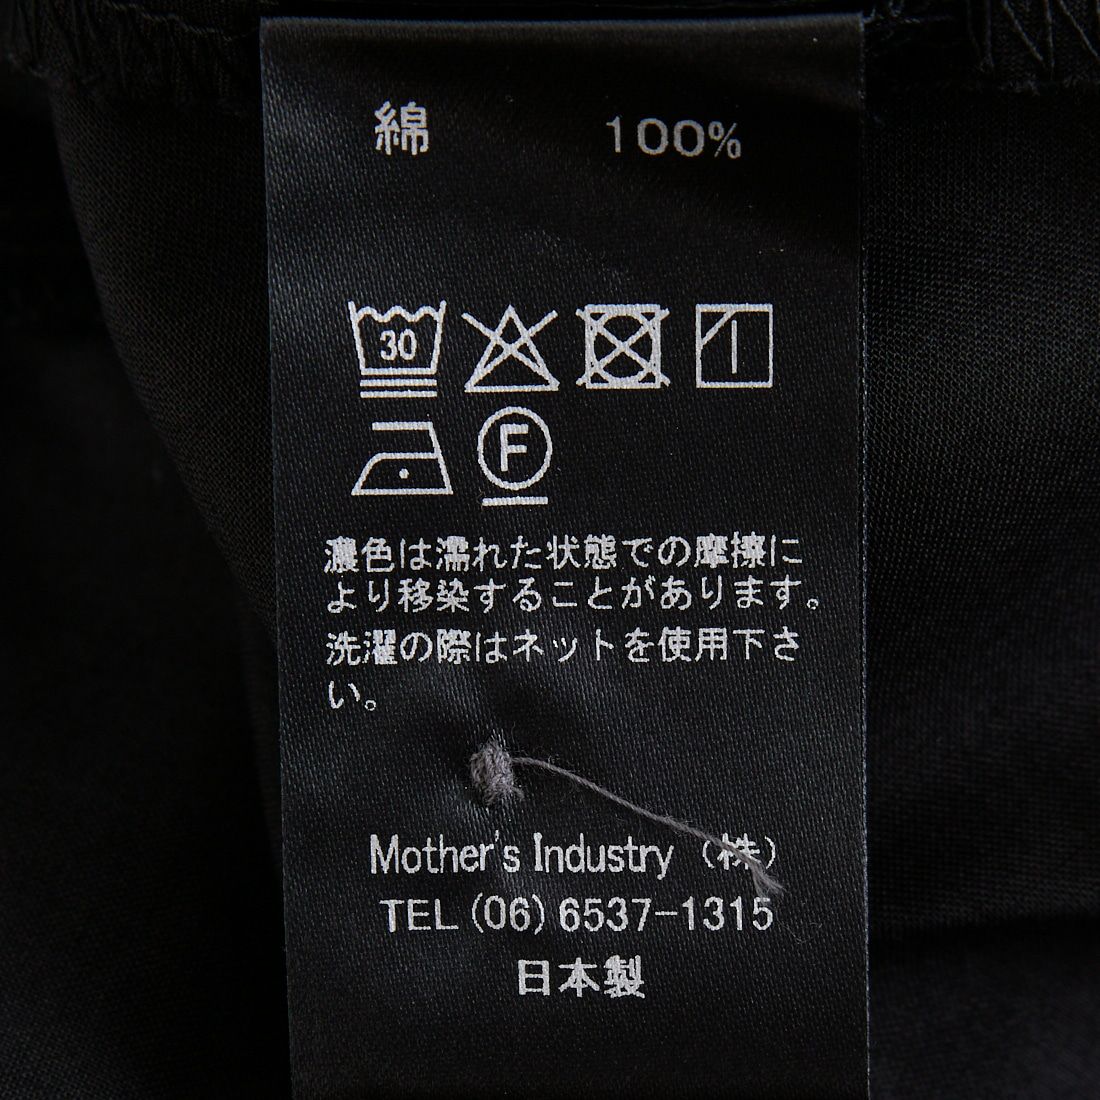 綿 100%
30
F
濃色は濡れた状態での摩擦に
より移染することがあります。
洗濯の際はネットを使用下さ
い。
Mother's Industry (株)
TEL(06)6537-1315
日本製